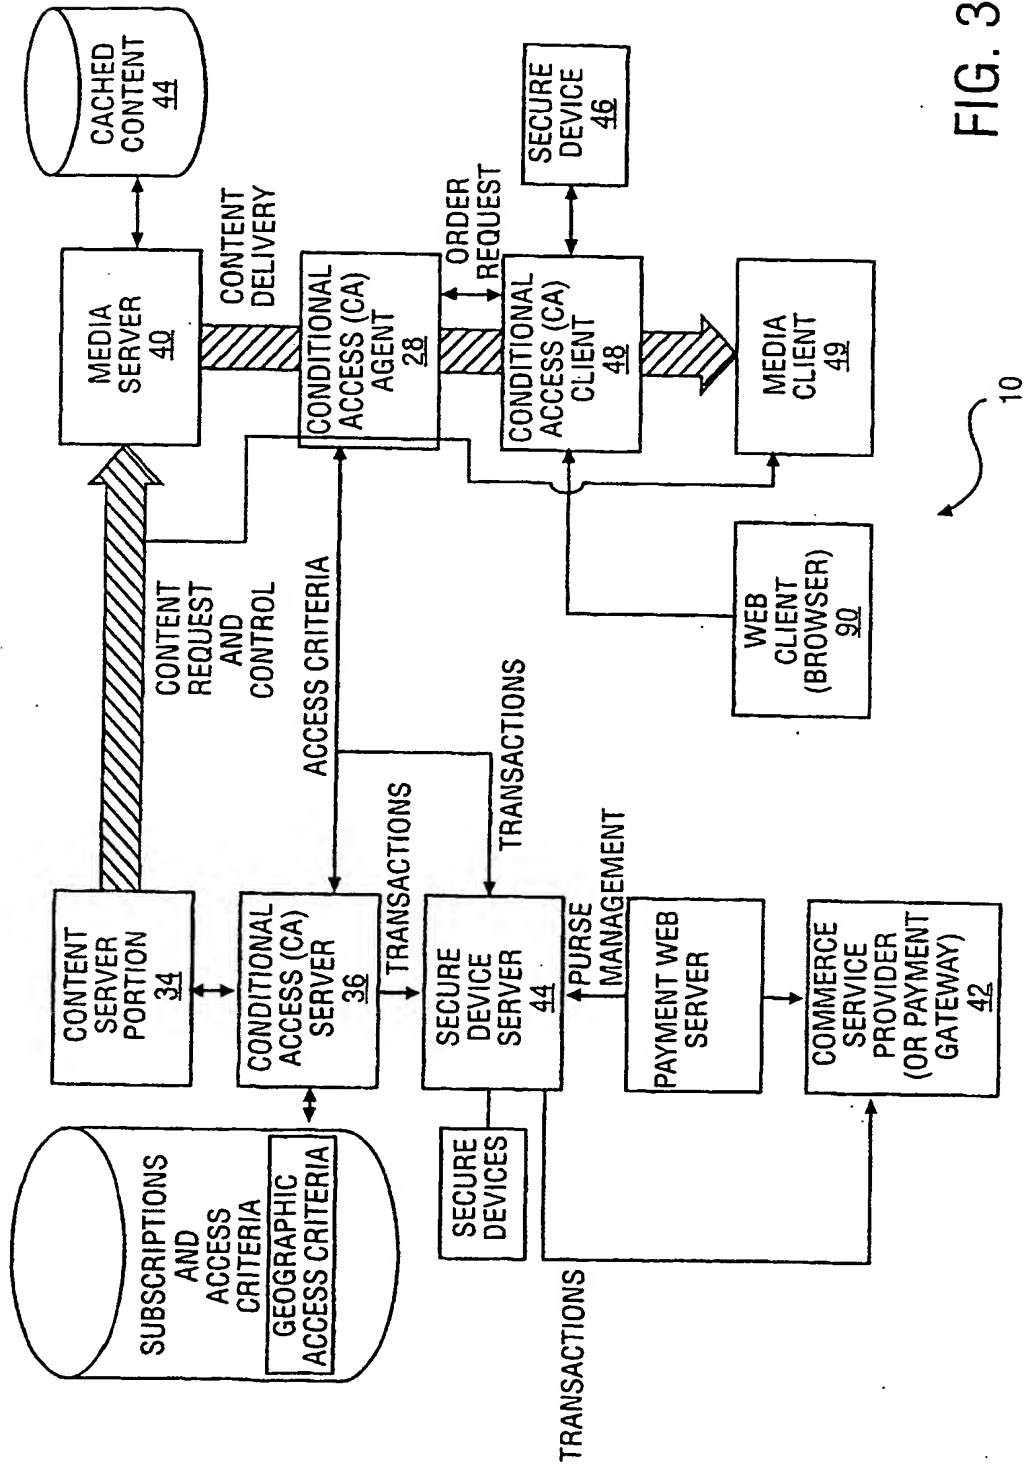 SUBSCRIPTIONS
AND
ACCESS
CRITERIA
GEOGRAPHIC
ACCESS CRITERIA
CONTENT
SERVER
PORTION
34
CONDITIONAL
ACCESS (CA)
SERVER
36
TRANSACTIONS
SECURE
DEVICE
SERVER
44
SECURE
DEVICES
TRANSACTIONS
PURSE
MANAGEMENT
PAYMENT WEB
SERVER
COMMERCE
SERVICE
PROVIDER
(OR PAYMENT
GATEWAY)
42
CONTENT
REQUEST
AND
CONTROL
ACCESS CRITERIA
TRANSACTIONS
WEB
CLIENT
(BROWSER)
90
MEDIA
SERVER
40
CACHED
CONTENT
44
CONTENT
DELIVERY
CONDITIONAL
ACCESS (CA)
AGENT
28
ORDER
REQUEST
CONDITIONAL
ACCESS (CA)
CLIENT
48
SECURE
DEVICE
46
MEDIA
CLIENT
49
10
FIG. 3